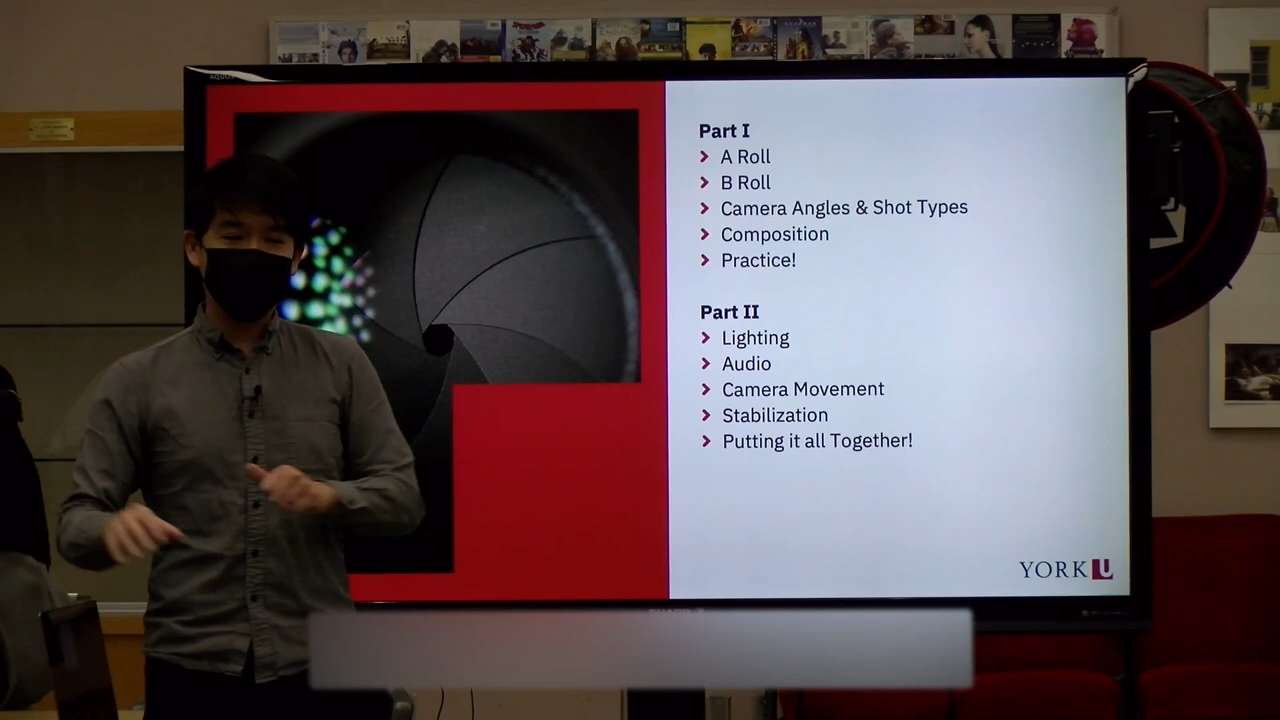 AQUOS
Part I
A Roll
B Roll
Camera Angles & Shot Types
Composition
Practice!
Part II
Lighting
Audio
Camera Movement
Stabilization
Putting it all Together!
YORK U